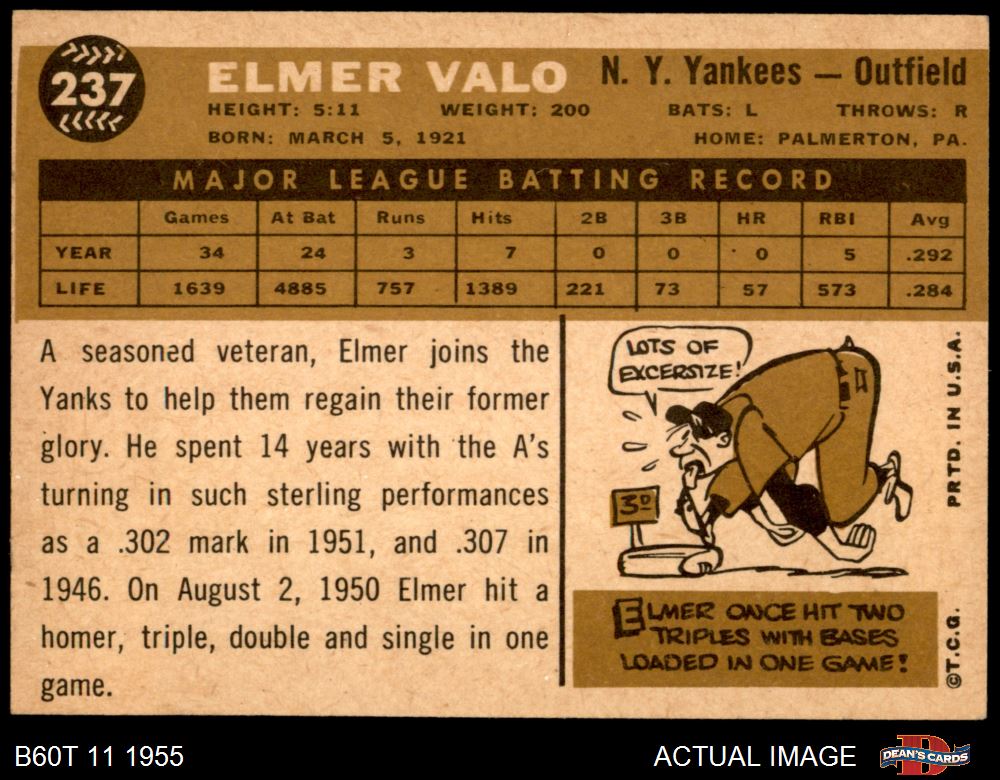 237
ELMER VALO
N. Y. Yankees — Outfield
HEIGHT: 5:11 WEIGHT: 200 BATS: L THROWS: R
BORN: MARCH 5, 1921 HOME: PALMERTON, PA.
MAJOR LEAGUE BATTING RECORD
Games At Bat Runs Hits 2B 3B HR RBI Avg
YEAR 34 24 3 7 0 0 0 5 .292
LIFE 1639 4885 757 1389 221 73 57 573 .284
A seasoned veteran, Elmer joins the
Yanks to help them regain their former
glory. He spent 14 years with the A's
turning in such sterling performances
as a .302 mark in 1951, and .307 in
1946. On August 2, 1950 Elmer hit a
homer, triple, double and single in one
game.
LOTS OF
EXCERSIZE!
3D
ELMER ONCE HIT TWO
TRIPLES WITH BASES
LOADED IN ONE GAME!
©T.C.G. PRTD. IN U.S.A.
B60T 11 1955
ACTUAL IMAGE
D
DEAN'S CARDS